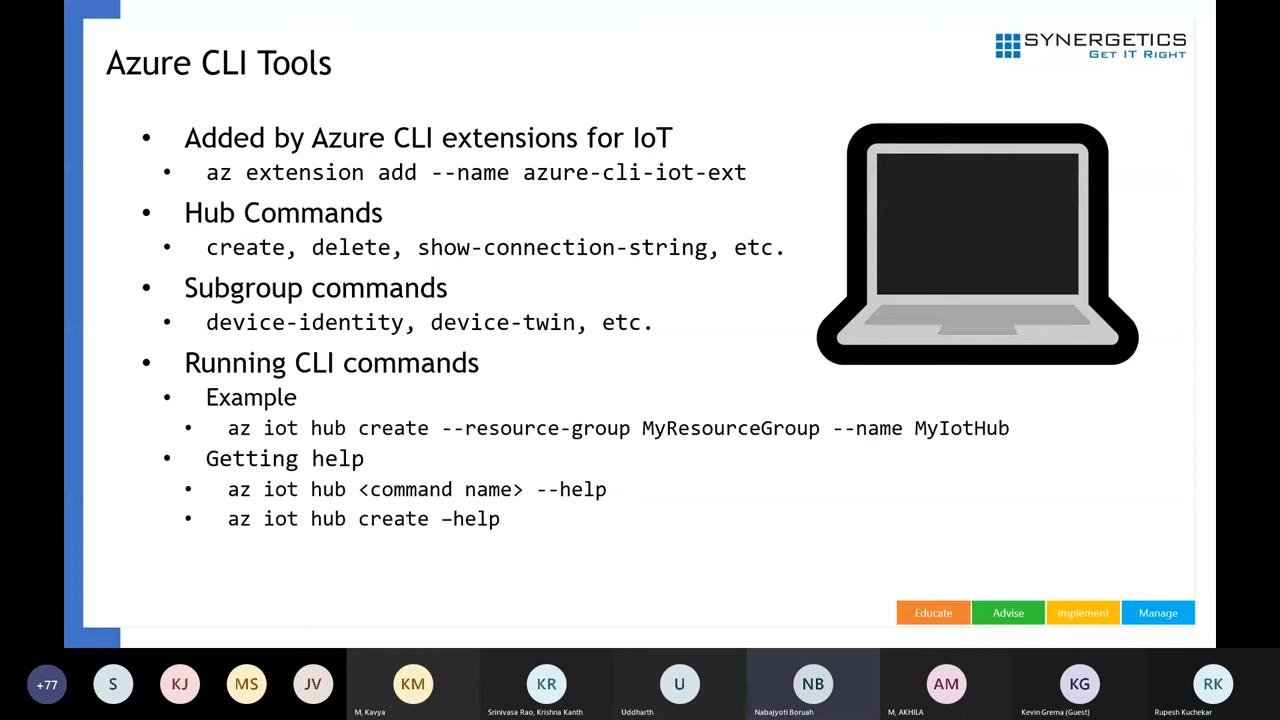 SYNERGETICS
GET IT RIGHT
Azure CLI Tools
• Added by Azure CLI extensions for IoT
• az extension add --name azure-cli-iot-ext
• Hub Commands
• create, delete, show-connection-string, etc.
• Subgroup commands
• device-identity, device-twin, etc.
• Running CLI commands
• Example
• az iot hub create --resource-group MyResourceGroup --name MyIotHub
• Getting help
• az iot hub <command name> --help
• az iot hub create –help
Educate Advise Implement Manage
+77 S KJ MS JV KM KR U NB AM KG RK
M, Kavya Srinivasa Rao, Krishna Kanth Uddharth Nabajyoti Boruah M, AKHILA Kevin Grema (Guest) Rupesh Kuchekar